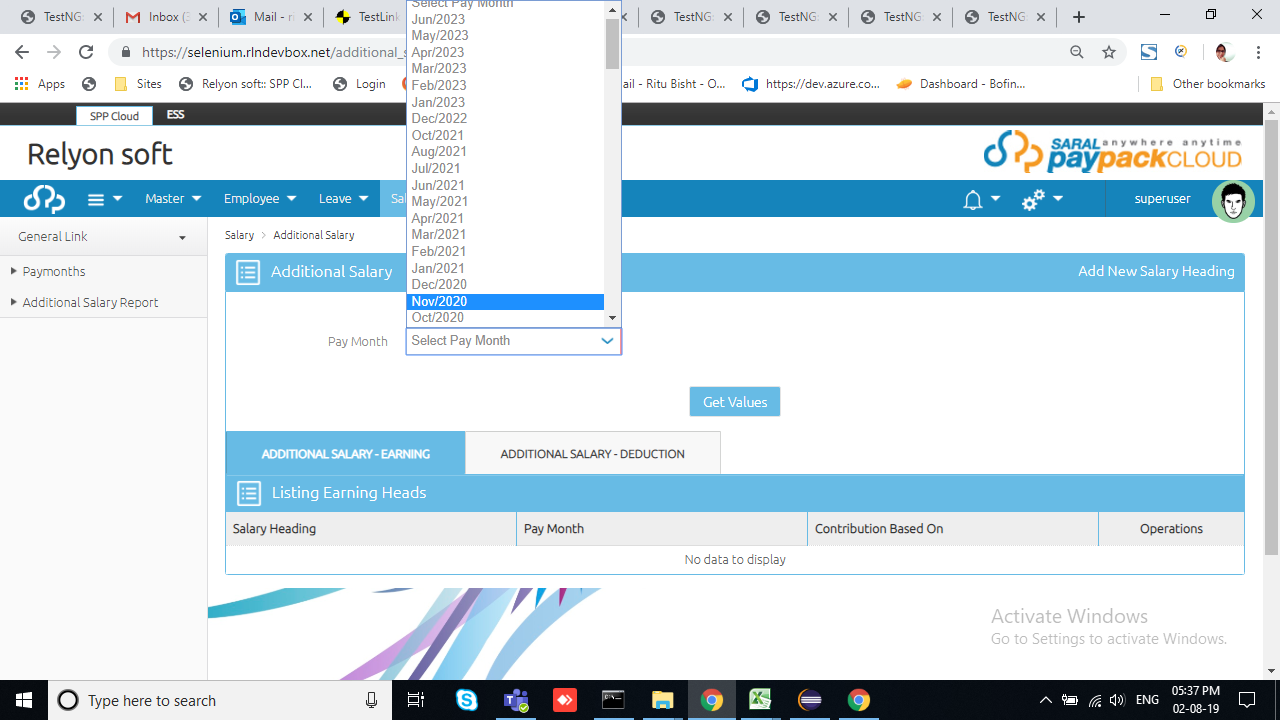 TestNG:
Inbox (3
Mail - ri
TestLink
TestNG:
TestNG:
TestNG:
TestNG:
https://selenium.rlndevbox.net/additional_s
Apps
Sites
Relyon soft:: SPP Cl...
Login
ail - Ritu Bisht - O...
https://dev.azure.co...
Dashboard - Bofin...
Other bookmarks
SPP Cloud
ESS
Relyon soft
SARAL anywhere anytime
paypackCLOUD
Master
Employee
Leave
Sal
superuser
General Link
Paymonths
Additional Salary Report
Salary > Additional Salary
Additional Salary
Add New Salary Heading
Select Pay Month
Jun/2023
May/2023
Apr/2023
Mar/2023
Feb/2023
Jan/2023
Dec/2022
Oct/2021
Aug/2021
Jul/2021
Jun/2021
May/2021
Apr/2021
Mar/2021
Feb/2021
Jan/2021
Dec/2020
Nov/2020
Oct/2020
Pay Month
Select Pay Month
Get Values
ADDITIONAL SALARY - EARNING
ADDITIONAL SALARY - DEDUCTION
Listing Earning Heads
Salary Heading
Pay Month
Contribution Based On
Operations
No data to display
Activate Windows
Go to Settings to activate Windows.
Type here to search
ENG
05:37 PM
02-08-19